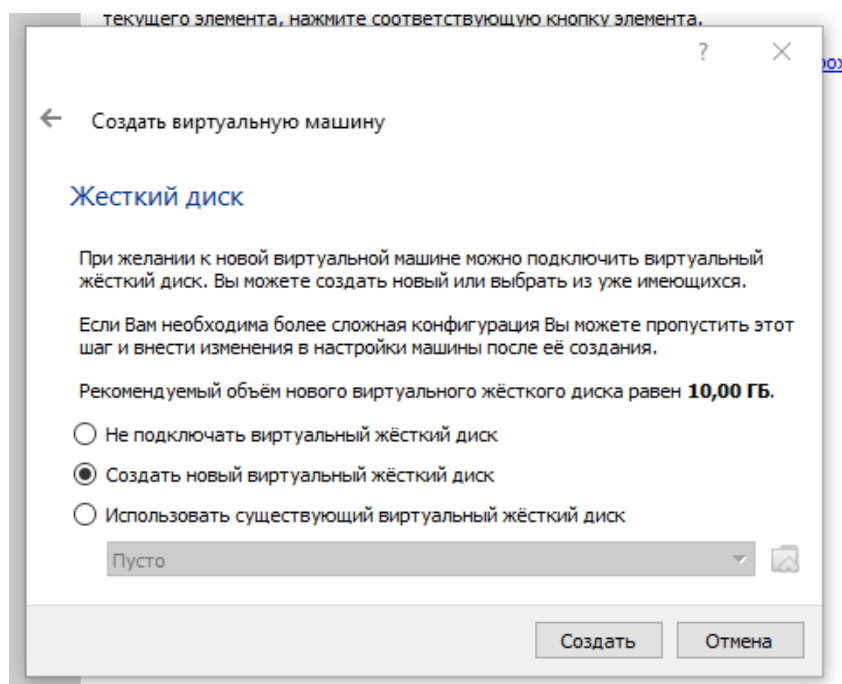 текущего элемента, нажмите соответствующую кнопку элемента.
?
Создать виртуальную машину
Жесткий диск
При желании к новой виртуальной машине можно подключить виртуальный
жёсткий диск. Вы можете создать новый или выбрать из уже имеющихся.
Если Вам необходима более сложная конфигурация Вы можете пропустить этот
шаг и внести изменения в настройки машины после её создания.
Рекомендуемый объём нового виртуального жёсткого диска равен 10,00 ГБ.
Не подключать виртуальный жёсткий диск
Создать новый виртуальный жёсткий диск
Использовать существующий виртуальный жёсткий диск
Пусто
Создать Отмена